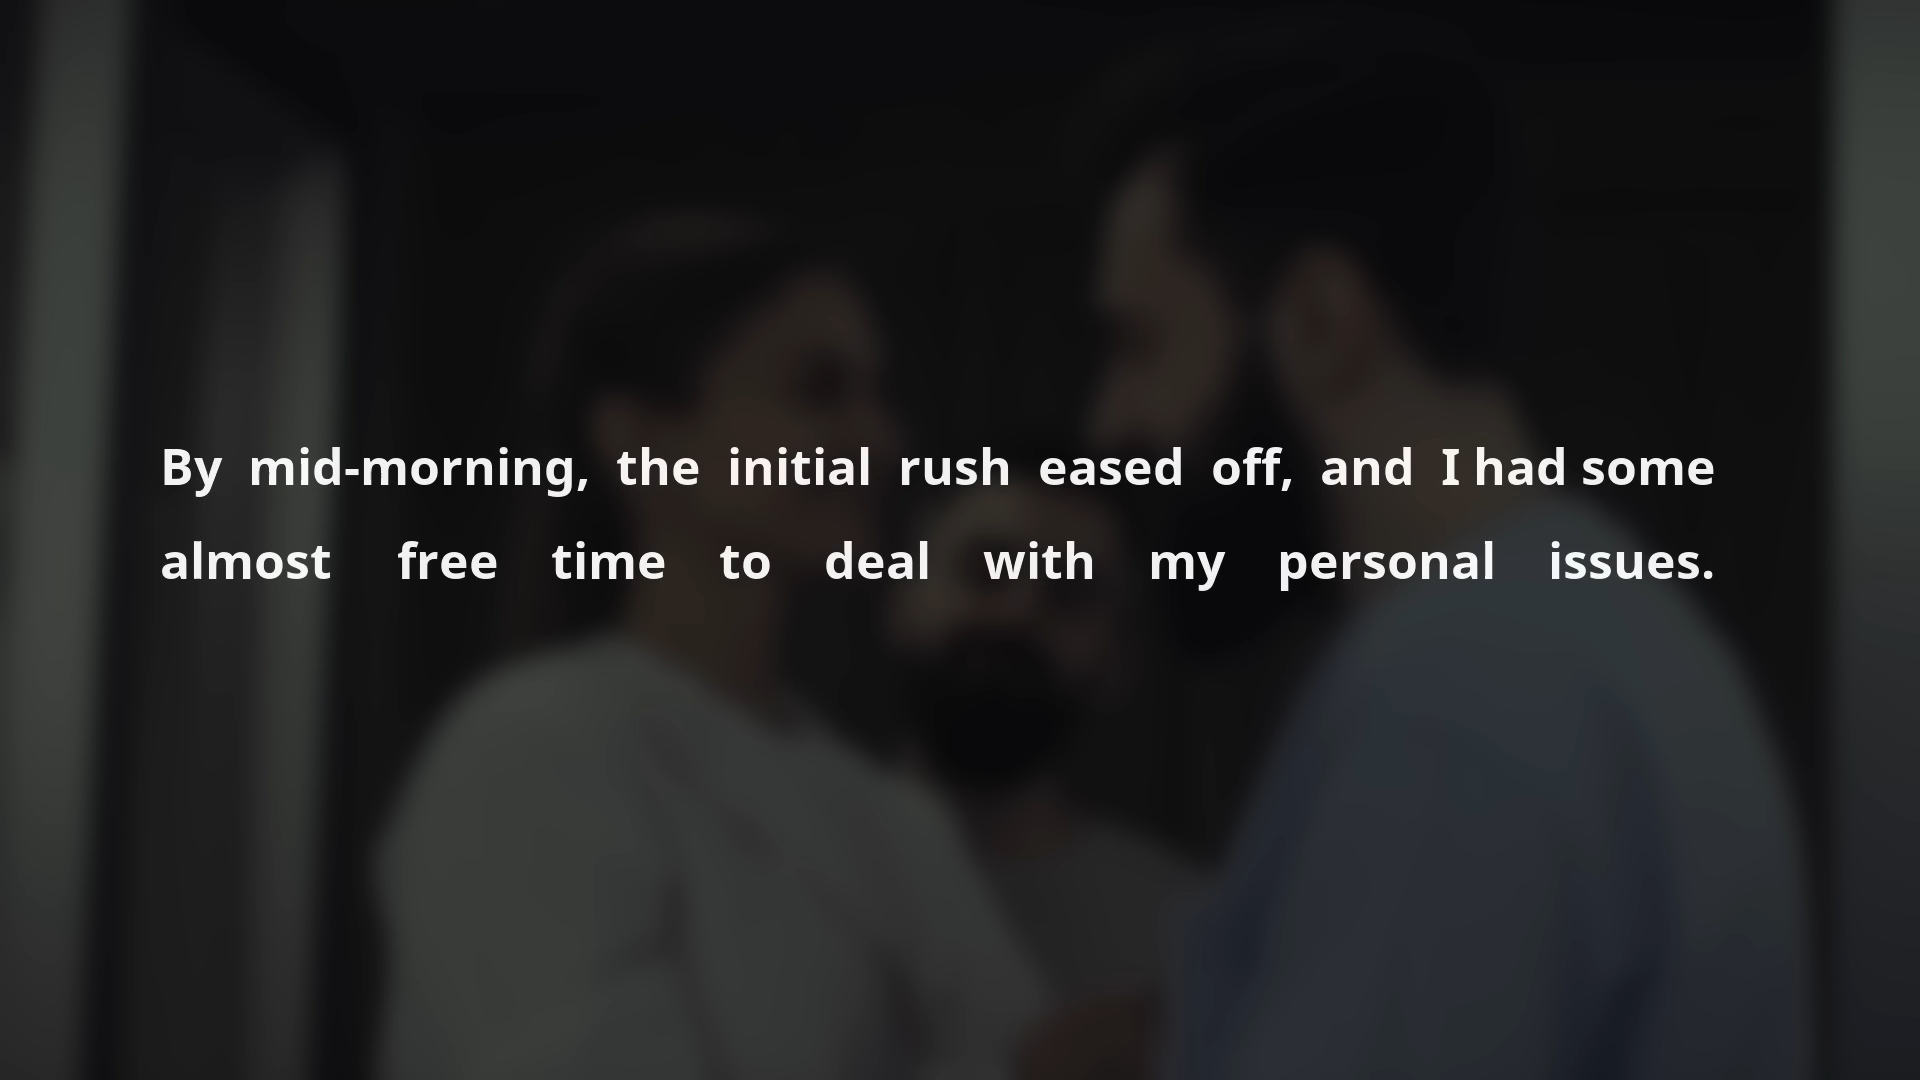 By mid-morning, the initial rush eased off, and I had some
almost free time to deal with my personal issues.